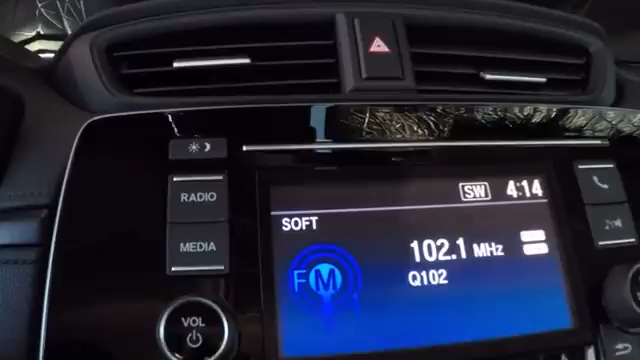 RADIO
MEDIA
VOL
SW 4:14
SOFT
FM
102.1 MHz
Q102